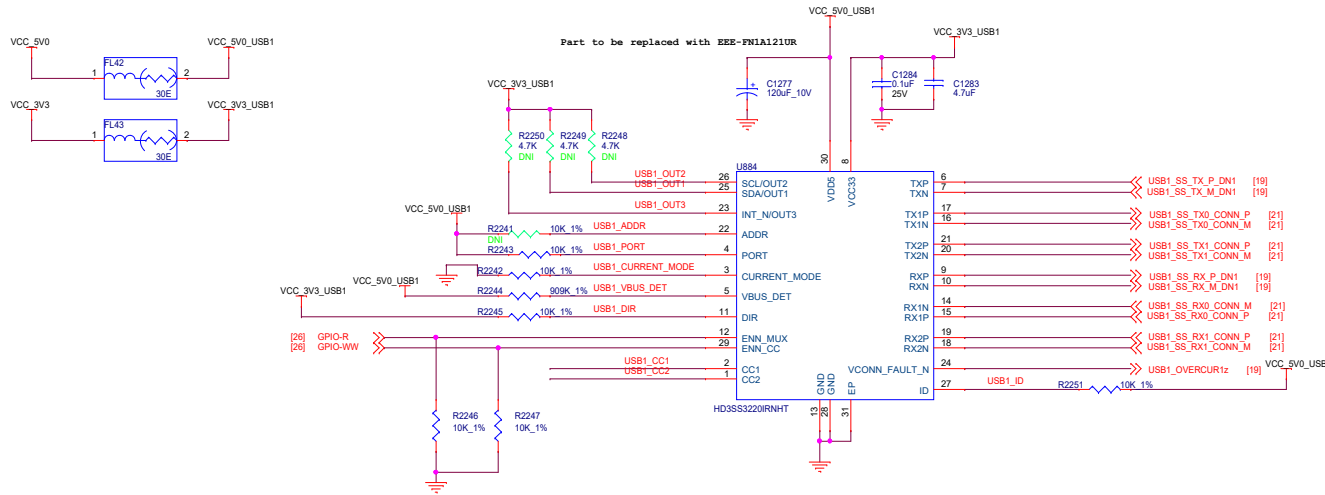 VCC_5V0_USB1
Part to be replaced with EEE-FN1A121UR
VCC_5V0 VCC_5V0_USB1 VCC_3V3_USB1
FL42
1 2
30E
VCC_3V3 VCC_3V3_USB1
FL43
1 2
30E
C1277
120uF_10V
C1284
0.1uF
25V
C1283
4.7uF
VCC_3V3_USB1
R2250
4.7K
DNI
R2249
4.7K
DNI
R2248
4.7K
DNI
U884
30
8
VDD5
VCC33
USB1_OUT2 26 SCL/OUT2
USB1_OUT1 25 SDA/OUT1
USB1_OUT3 23 INT_N/OUT3
VCC_5V0_USB1
R2241 10K_1% USB1_ADDR 22 ADDR
DNI
R2243 10K_1% USB1_PORT 4 PORT
R2242 10K_1% USB1_CURRENT_MODE 3 CURRENT_MODE
VCC_5V0_USB1
R2244 909K_1% USB1_VBUS_DET 5 VBUS_DET
VCC_3V3_USB1
R2245 10K_1% USB1_DIR 11 DIR
[26] GPIO-R 12 ENN_MUX
[26] GPIO-WW 29 ENN_CC
USB1_CC1 2 CC1
USB1_CC2 1 CC2
TXP 6 USB1_SS_TX_P_DN1 [19]
TXN 7 USB1_SS_TX_M_DN1 [19]
TX1P 17 USB1_SS_TX0_CONN_P [21]
TX1N 16 USB1_SS_TX0_CONN_M [21]
TX2P 21 USB1_SS_TX1_CONN_P [21]
TX2N 20 USB1_SS_TX1_CONN_M [21]
RXP 9 USB1_SS_RX_P_DN1 [19]
RXN 10 USB1_SS_RX_M_DN1 [19]
RX1N 14 USB1_SS_RX0_CONN_M [21]
RX1P 15 USB1_SS_RX0_CONN_P [21]
RX2P 19 USB1_SS_RX1_CONN_P [21]
RX2N 18 USB1_SS_RX1_CONN_M [21]
VCONN_FAULT_N 24 USB1_OVERCUR1z [19]
VCC_5V0_USB
ID 27 USB1_ID R2251 10K_1%
GND
GND
EP
13
28
31
HD3SS3220IRNHT
R2246
10K_1%
R2247
10K_1%